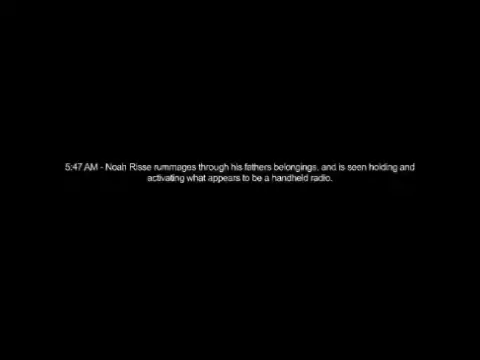 5:47 AM - Noah Risse rummages through his fathers belongings, and is seen holding and
activating what appears to be a handheld radio.